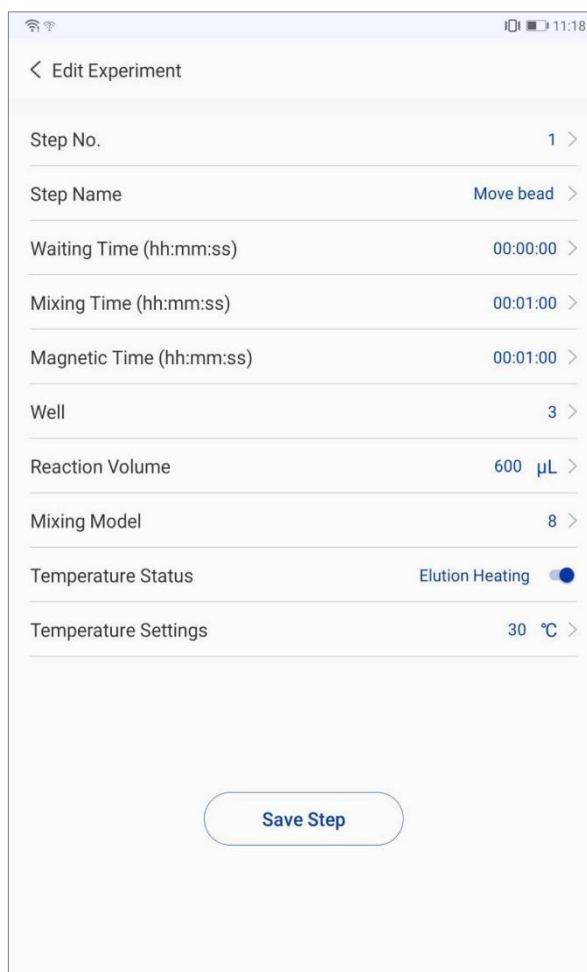 11:18
Edit Experiment
Step No. 1
Step Name Move bead
Waiting Time (hh:mm:ss) 00:00:00
Mixing Time (hh:mm:ss) 00:01:00
Magnetic Time (hh:mm:ss) 00:01:00
Well 3
Reaction Volume 600 μL
Mixing Model 8
Temperature Status Elution Heating
Temperature Settings 30 ℃
Save Step